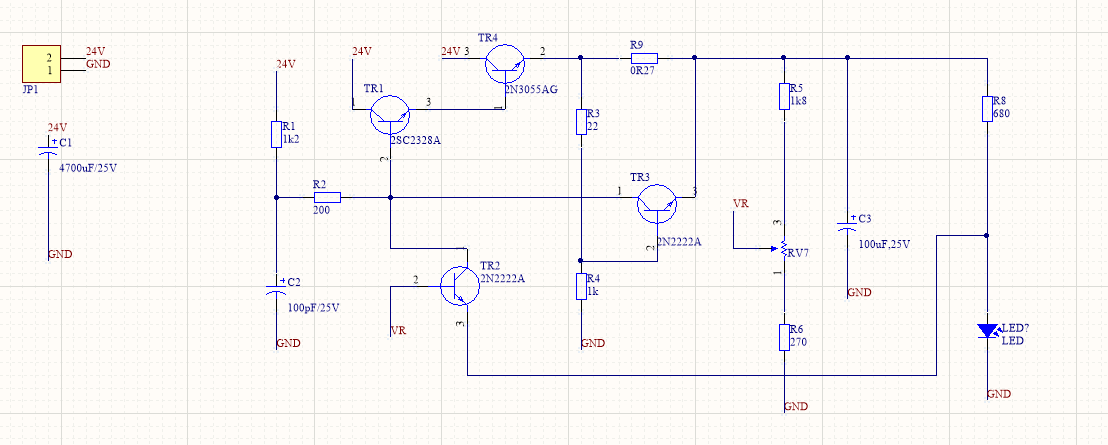 2
24V
1
GND
JP1
24V
C1
4700uF/25V
GND
24V
R1
1k2
R2
200
C2
100pF/25V
GND
24V
1
TR1
3
2SC2328A
2
24V
3
TR4
2
2N3055AG
1
1
TR2
2N2222A
2
3
VR
R9
0R27
R3
22
TR3
1
3
2N2222A
2
R4
1k
GND
R5
1k8
VR
3
RV7
1
R6
270
GND
C3
100uF,25V
GND
R8
680
LED?
LED
GND